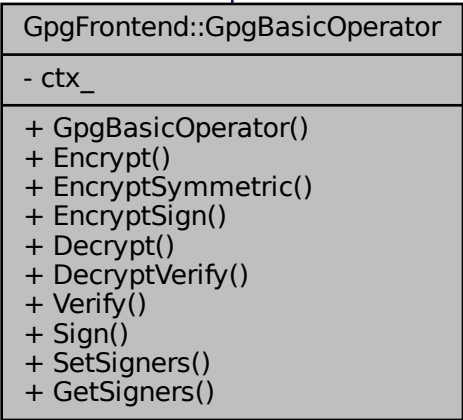 GpgFrontend::GpgBasicOperator
- ctx_
+ GpgBasicOperator()
+ Encrypt()
+ EncryptSymmetric()
+ EncryptSign()
+ Decrypt()
+ DecryptVerify()
+ Verify()
+ Sign()
+ SetSigners()
+ GetSigners()